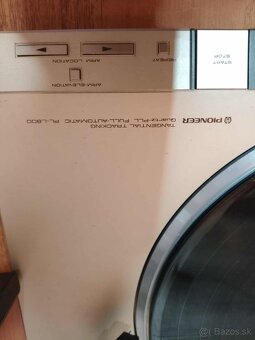 PIONEER
TANGENTIAL TRACKING
Quartz-PLL FULL-AUTOMATIC PL-L800
START
STOP
REPEAT
ARM LOCATION
ARM-ELEVATION
© Bazos.sk